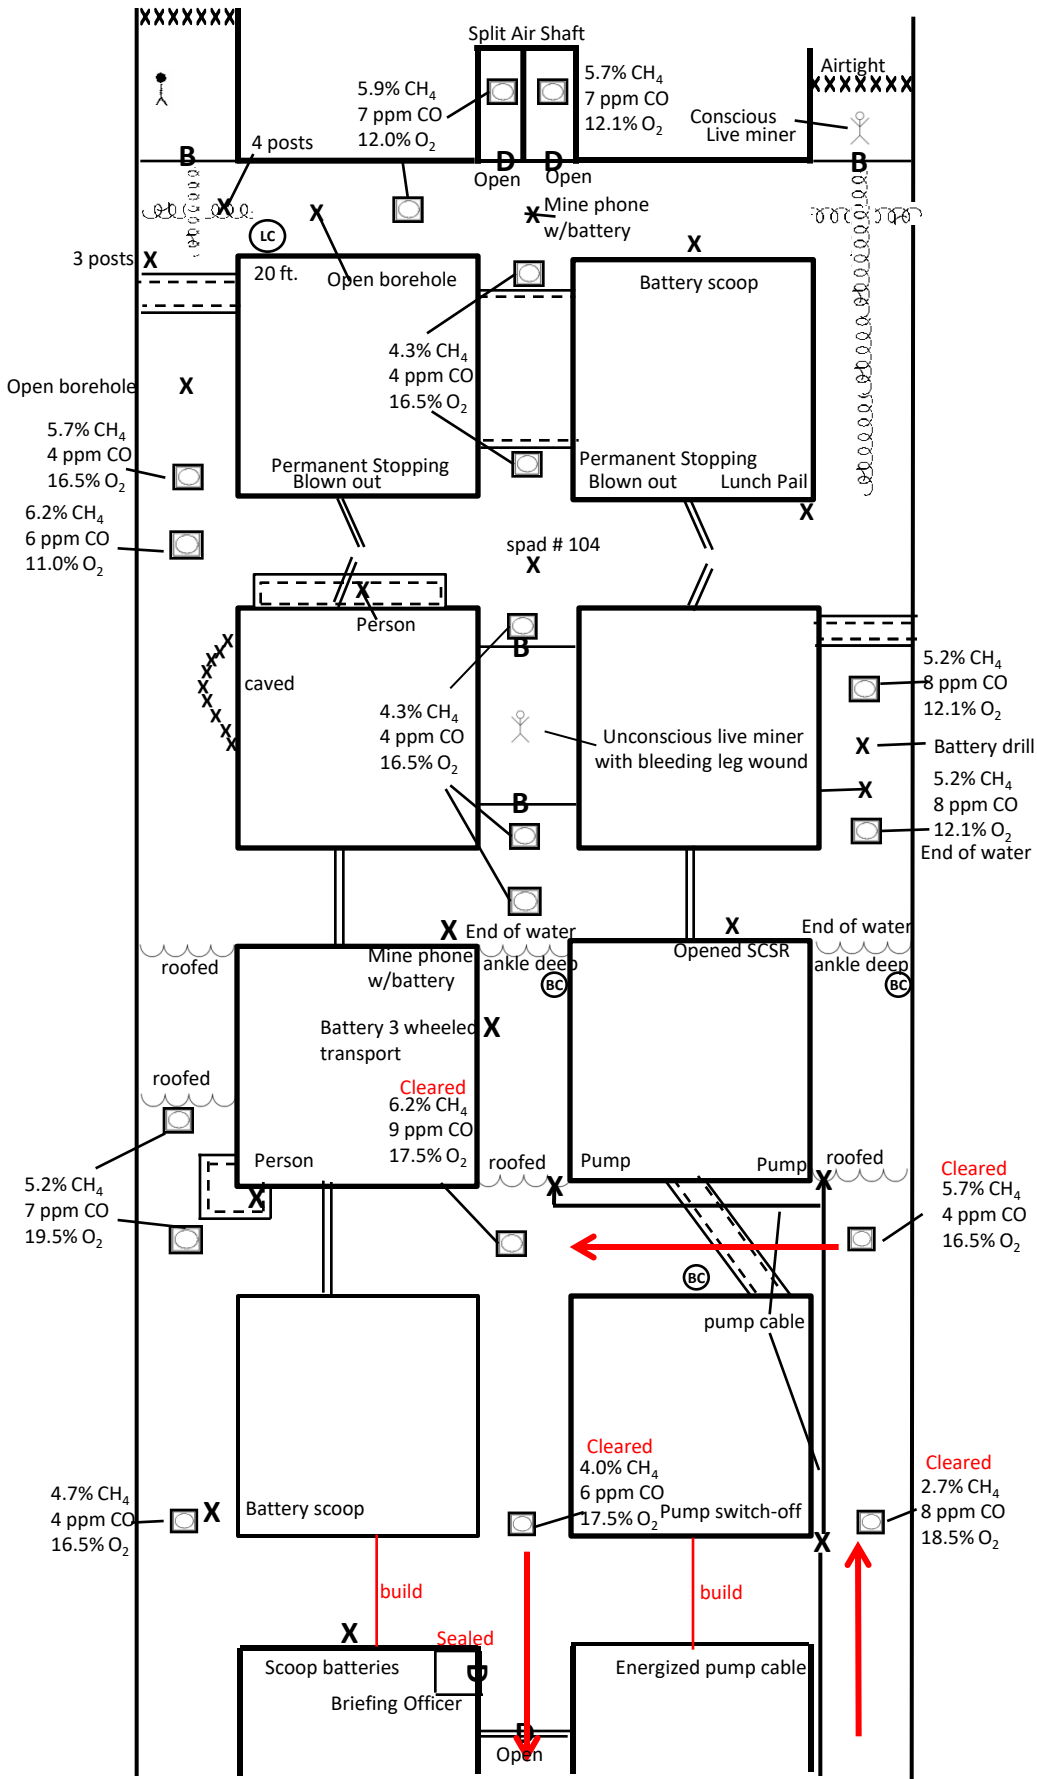 XXXXXXX
Split Air Shaft
5.9% CH₄
7 ppm CO
12.0% O₂
5.7% CH₄
7 ppm CO
12.1% O₂
Airtight
XXXXXXXXX
Conscious
Live miner
4 posts
B
D
D
B
Open
Open
X
X
X
Mine phone
w/battery
LC
3 posts
X
20 ft.
Open borehole
X
Battery scoop
4.3% CH₄
4 ppm CO
16.5% O₂
Open borehole
X
5.7% CH₄
4 ppm CO
16.5% O₂
Permanent Stopping
Blown out
Permanent Stopping
Blown out
Lunch Pail
X
6.2% CH₄
6 ppm CO
11.0% O₂
spad # 104
X
X
Person
XXXXXXXXX
caved
B
4.3% CH₄
4 ppm CO
16.5% O₂
Unconscious live miner
with bleeding leg wound
B
5.2% CH₄
8 ppm CO
12.1% O₂
X
Battery drill
X
5.2% CH₄
8 ppm CO
12.1% O₂
End of water
X
End of water
ankle deep
X
Opened SCSR
End of water
ankle deep
roofed
Mine phone
w/battery
BC
BC
Battery 3 wheeled
transport
X
roofed
Cleared
6.2% CH₄
9 ppm CO
17.5% O₂
Person
X
roofed
X
Pump
Pump
X
roofed
5.2% CH₄
7 ppm CO
19.5% O₂
Cleared
5.7% CH₄
4 ppm CO
16.5% O₂
BC
pump cable
Cleared
4.0% CH₄
6 ppm CO
17.5% O₂
Pump switch-off
Cleared
2.7% CH₄
8 ppm CO
18.5% O₂
4.7% CH₄
4 ppm CO
16.5% O₂
X
Battery scoop
X
build
build
X
Sealed
Scoop batteries
D
Briefing Officer
Energized pump cable
D
Open